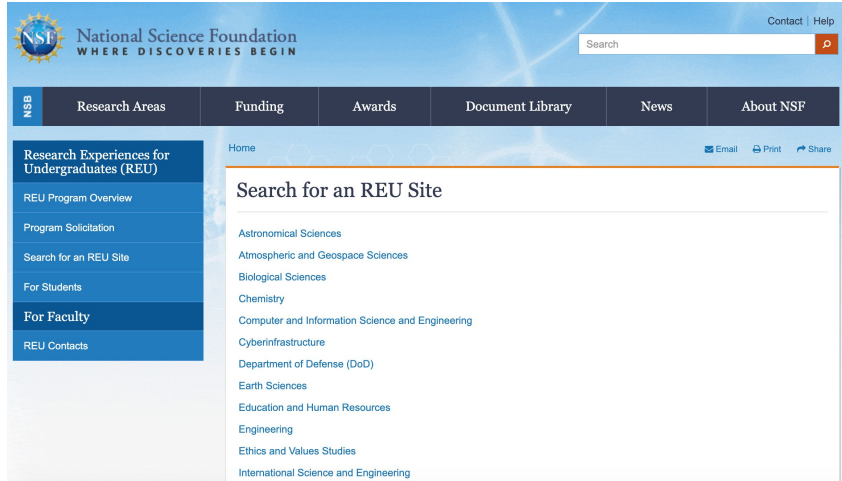 NSF
National Science Foundation
WHERE DISCOVERIES BEGIN
Contact | Help
Search
NSB
Research Areas
Funding
Awards
Document Library
News
About NSF
Research Experiences for
Undergraduates (REU)
REU Program Overview
Program Solicitation
Search for an REU Site
For Students
For Faculty
REU Contacts
Home
Email
Print
Share
Search for an REU Site
Astronomical Sciences
Atmospheric and Geospace Sciences
Biological Sciences
Chemistry
Computer and Information Science and Engineering
Cyberinfrastructure
Department of Defense (DoD)
Earth Sciences
Education and Human Resources
Engineering
Ethics and Values Studies
International Science and Engineering